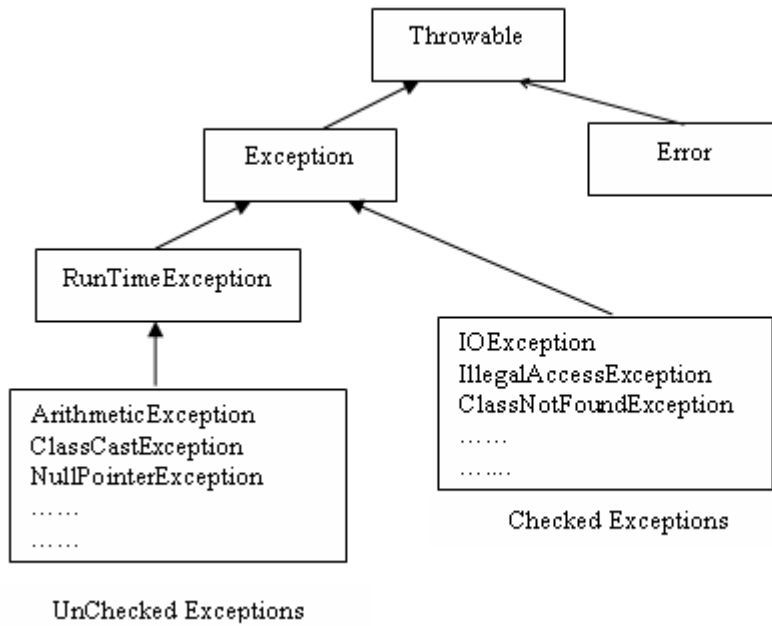 Throwable
Exception
Error
RunTimeException
IOException
IllegalAccessException
ClassNotFoundException
……
…….
Checked Exceptions
ArithmeticException
ClassCastException
NullPointerException
……
……
UnChecked Exceptions